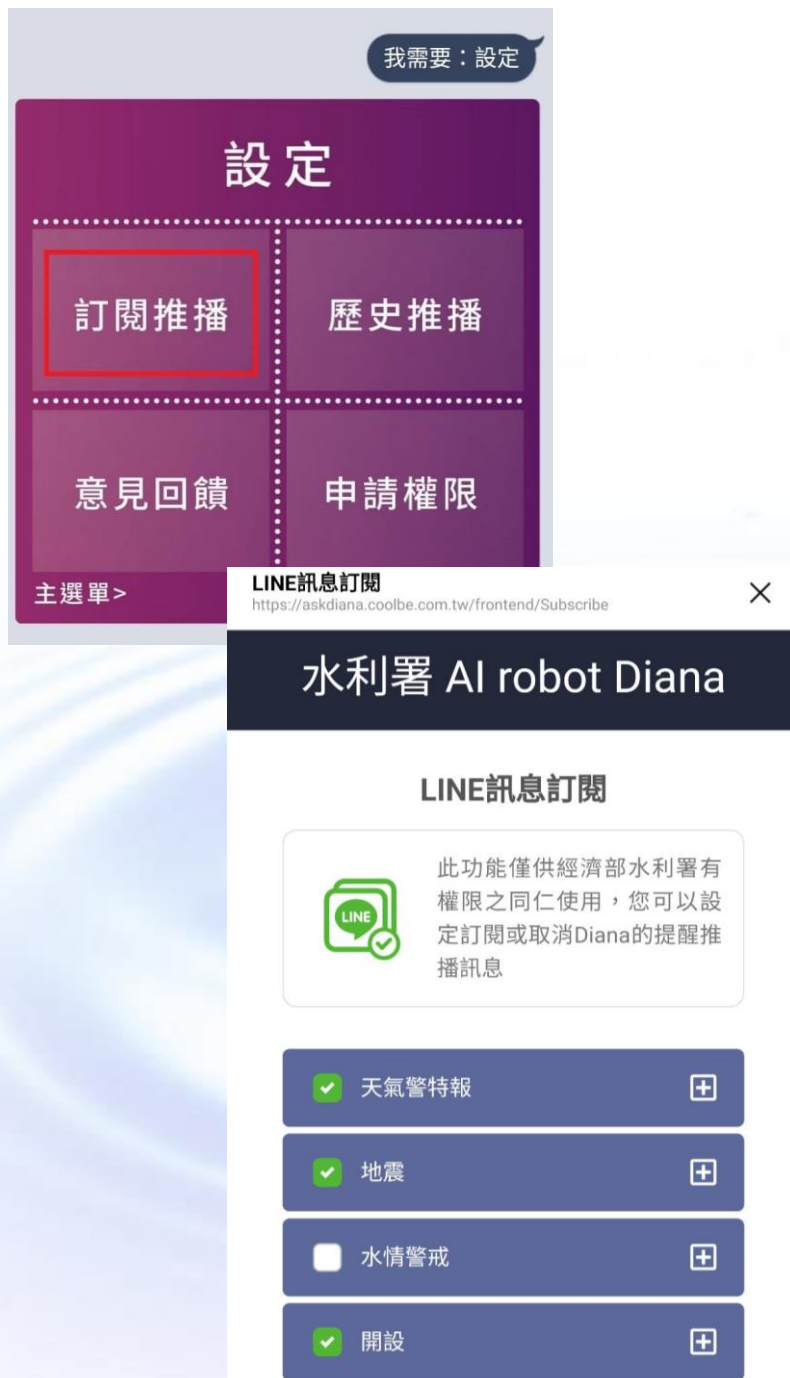 我需要：設定
設定
訂閱推播
歷史推播
意見回饋
申請權限
主選單>
LINE訊息訂閱
https://askdiana.coolbe.com.tw/frontend/Subscribe
水利署 AI robot Diana
LINE訊息訂閱
LINE
此功能僅供經濟部水利署有
權限之同仁使用，您可以設
定訂閱或取消Diana的提醒推
播訊息
天氣警特報
地震
水情警戒
開設